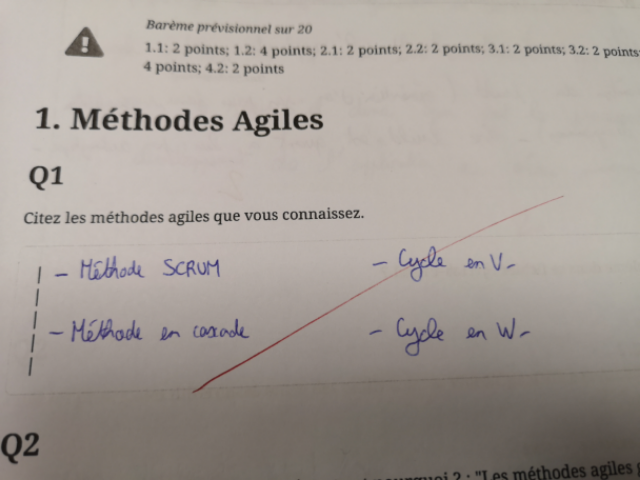 Barème prévisionnel sur 20
1.1: 2 points; 1.2: 4 points; 2.1: 2 points; 2.2: 2 points; 3.1: 2 points; 3.2: 2 points
4 points; 4.2: 2 points
1. Méthodes Agiles
Q1
Citez les méthodes agiles que vous connaissez.
- Méthode SCRUM - Cycle en V-
- Méthode en cascade - Cycle en W-
Q2
? : "Les méthodes agiles